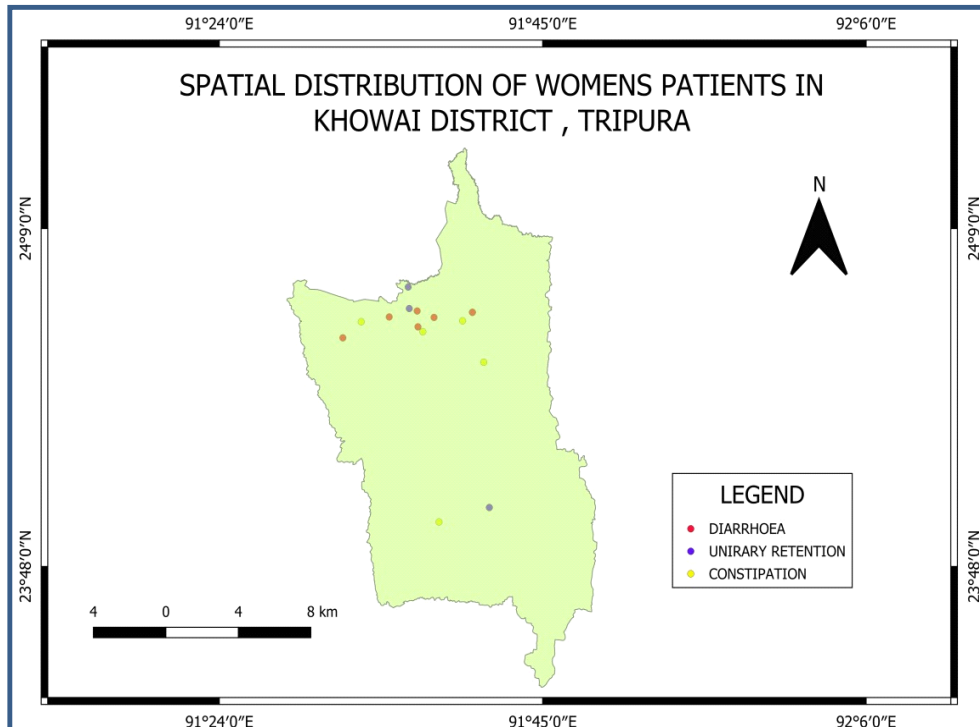 91°24′0″E 91°45′0″E 92°6′0″E
SPATIAL DISTRIBUTION OF WOMENS PATIENTS IN
KHOWAI DISTRICT , TRIPURA
N
24°9′0″N 24°9′0″N
LEGEND
DIARRHOEA
UNIRARY RETENTION
CONSTIPATION
23°48′0″N 23°48′0″N
4 0 4 8 km
91°24′0″E 91°45′0″E 92°6′0″E